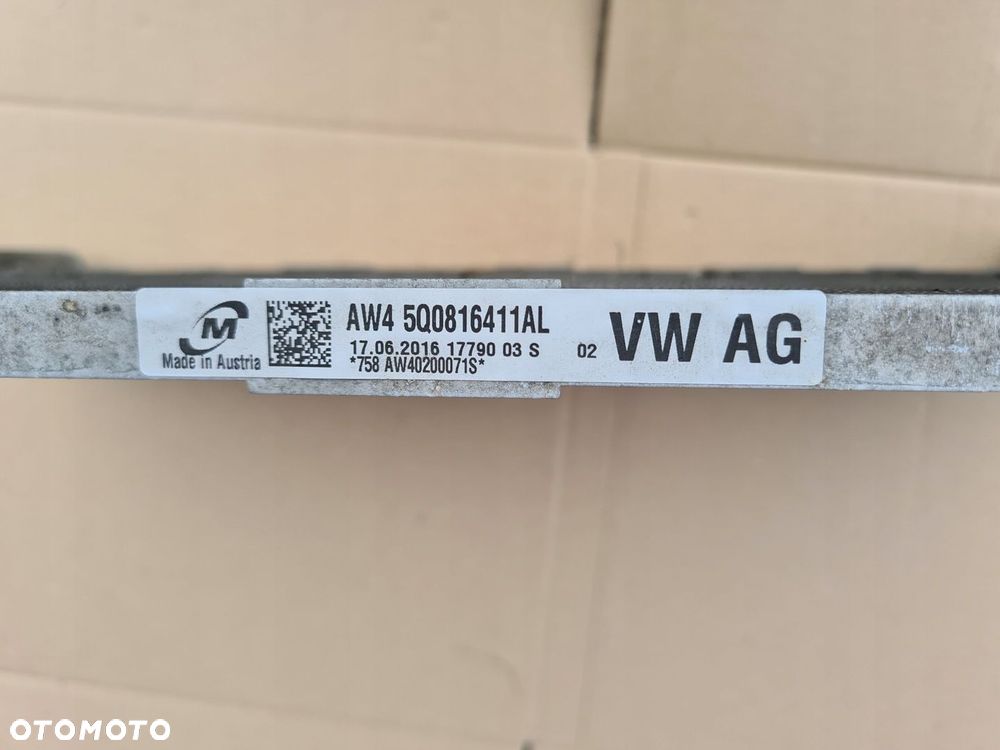 M
Made in Austria
AW4 5Q0816411AL
17.06.2016 17790 03 S
*758 AW40200071S*
02
VW AG
OTOMOTO